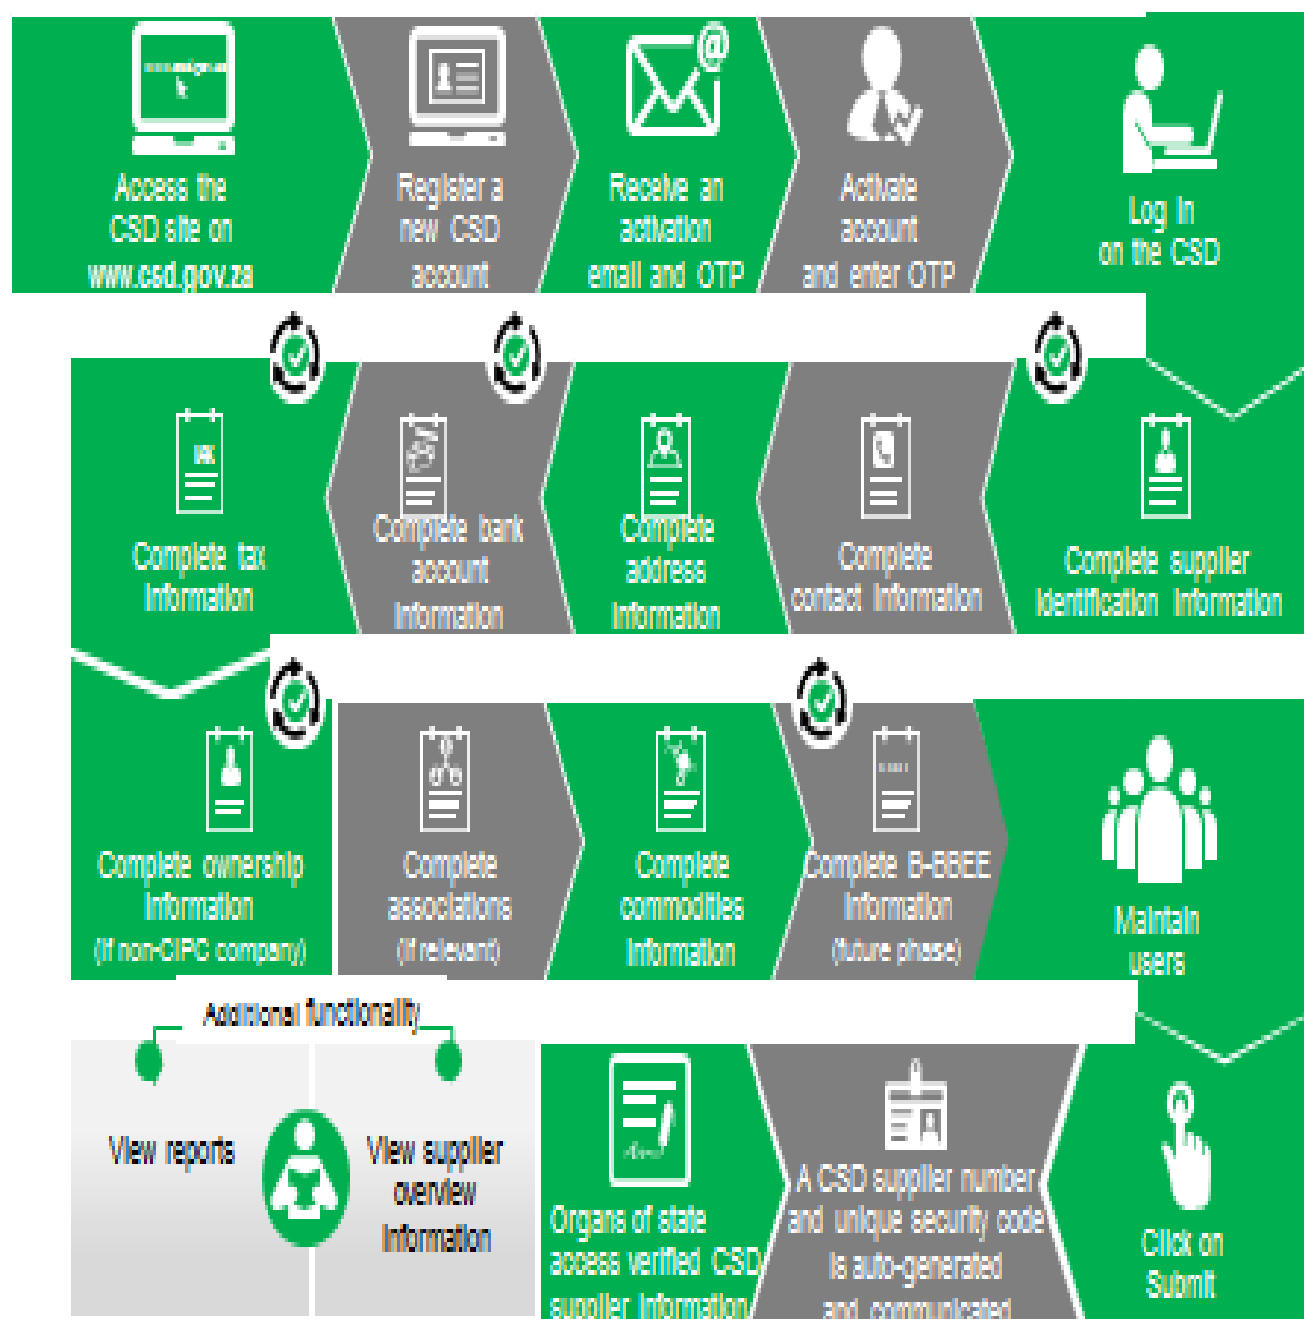 Access the
CSD site on
www.csd.gov.za
Register a
new CSD
account
Receive an
activation
email and OTP
Activate
account
and enter OTP
Log in
on the CSD
Complete supplier
identification information
Complete
contact information
Complete
address
information
Complete bank
account
information
TAX
Complete tax
information
Complete ownership
information
(if non-CIPC company)
Complete
associations
(if relevant)
Complete
commodities
information
Complete B-BBEE
information
(future phase)
Maintain
users
Click on
Submit
A CSD supplier number
and unique security code
is auto-generated
and communicated
Organs of state
access verified CSD
supplier information
Additional functionality
View reports
View supplier
overview
information